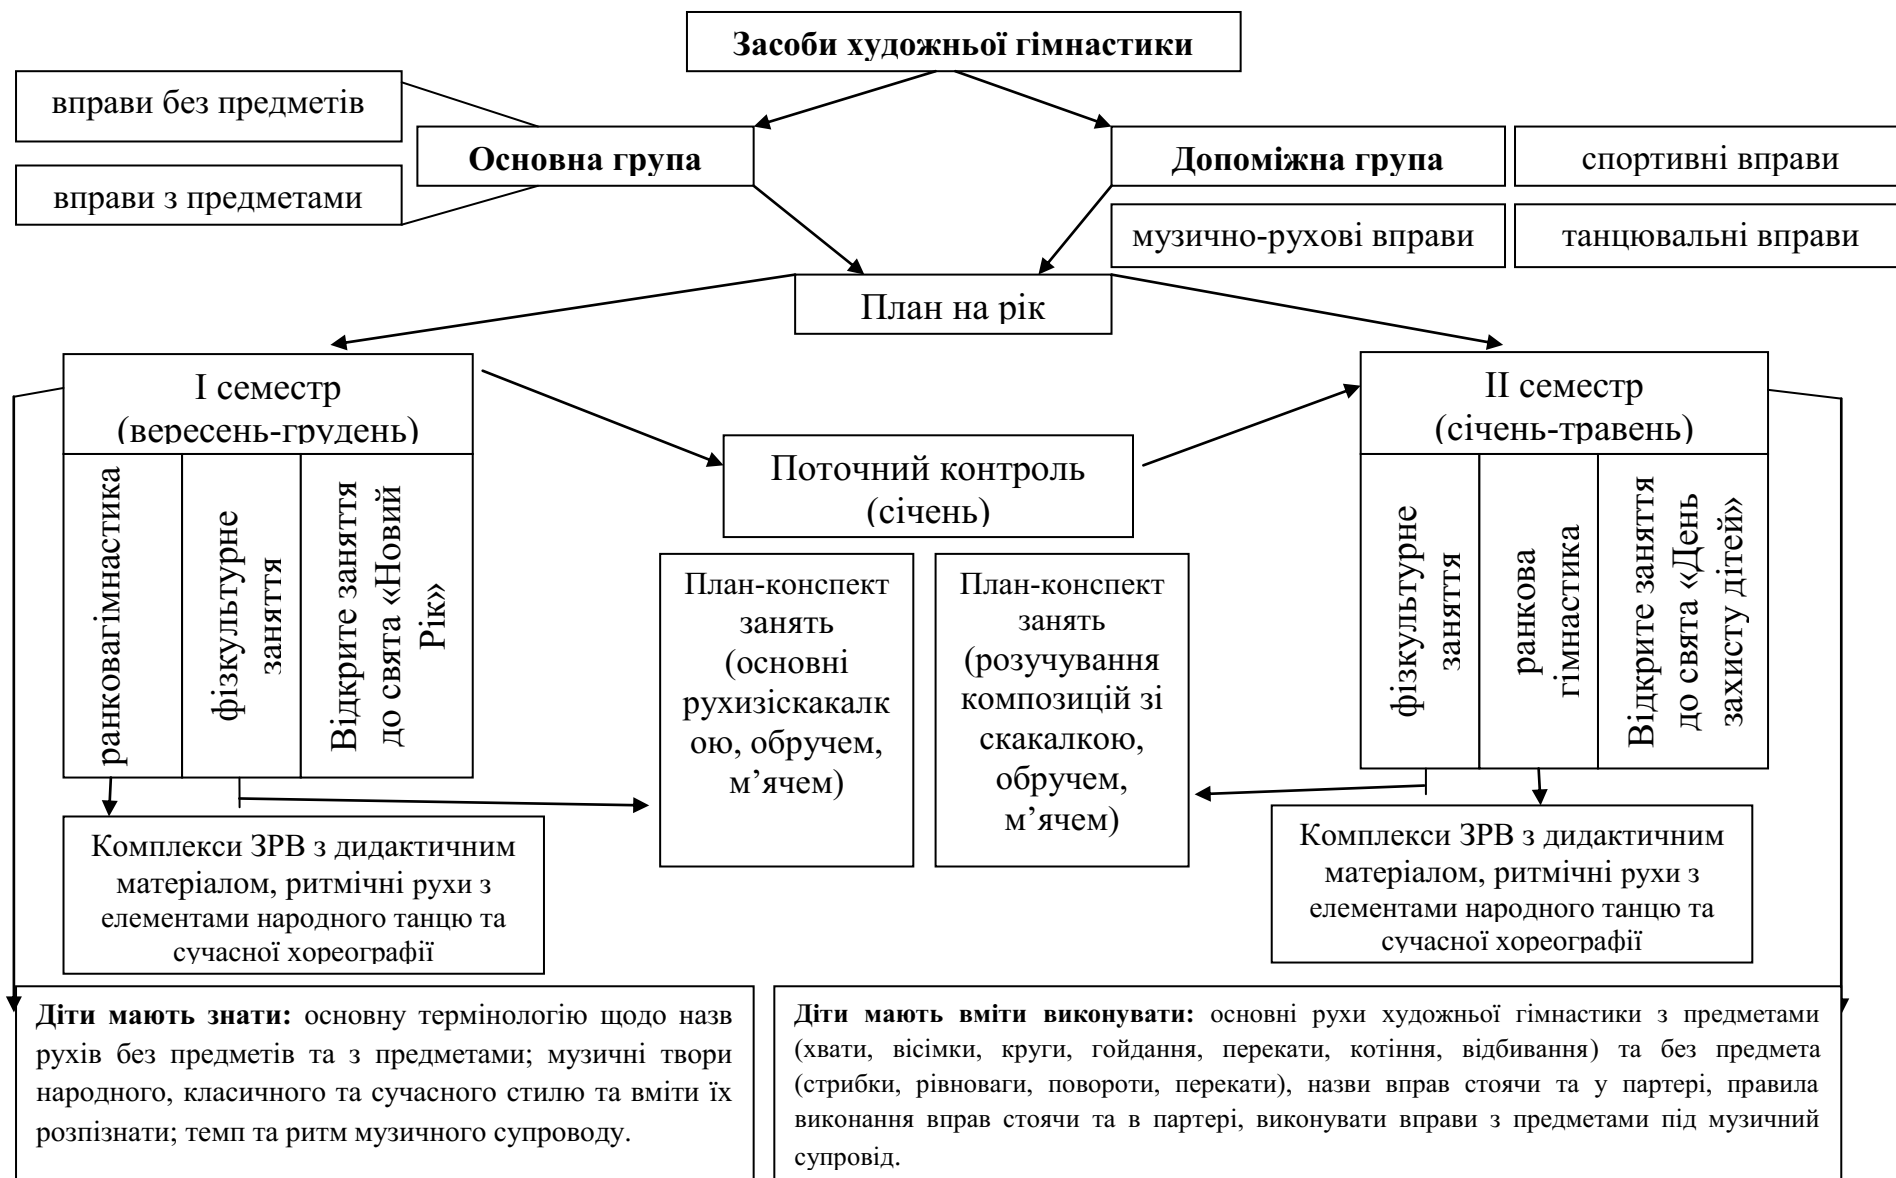 Засоби художньої гімнастики
вправи без предметів
Основна група
вправи з предметами
Допоміжна група
спортивні вправи
музично-рухові вправи
танцювальні вправи
План на рік
І семестр
(вересень-грудень)
ранковагімнастика
фізкультурне
заняття
Відкрите заняття
до свята «Новий
Рік»
Поточний контроль
(січень)
ІІ семестр
(січень-травень)
фізкультурне
заняття
ранкова
гімнастика
Відкрите заняття
до свята «День
захисту дітей»
План-конспект
занять
(основні
рухизіскакалк
ою, обручем,
м’ячем)
План-конспект
занять
(розучування
композицій зі
скакалкою,
обручем,
м’ячем)
Комплекси ЗРВ з дидактичним
матеріалом, ритмічні рухи з
елементами народного танцю та
сучасної хореографії
Комплекси ЗРВ з дидактичним
матеріалом, ритмічні рухи з
елементами народного танцю та
сучасної хореографії
Діти мають знати: основну термінологію щодо назв
рухів без предметів та з предметами; музичні твори
народного, класичного та сучасного стилю та вміти їх
розпізнати; темп та ритм музичного супроводу.
Діти мають вміти виконувати: основні рухи художньої гімнастики з предметами
(хвати, вісімки, круги, гойдання, перекати, котіння, відбивання) та без предмета
(стрибки, рівноваги, повороти, перекати), назви вправ стоячи та у партері, правила
виконання вправ стоячи та в партері, виконувати вправи з предметами під музичний
супровід.